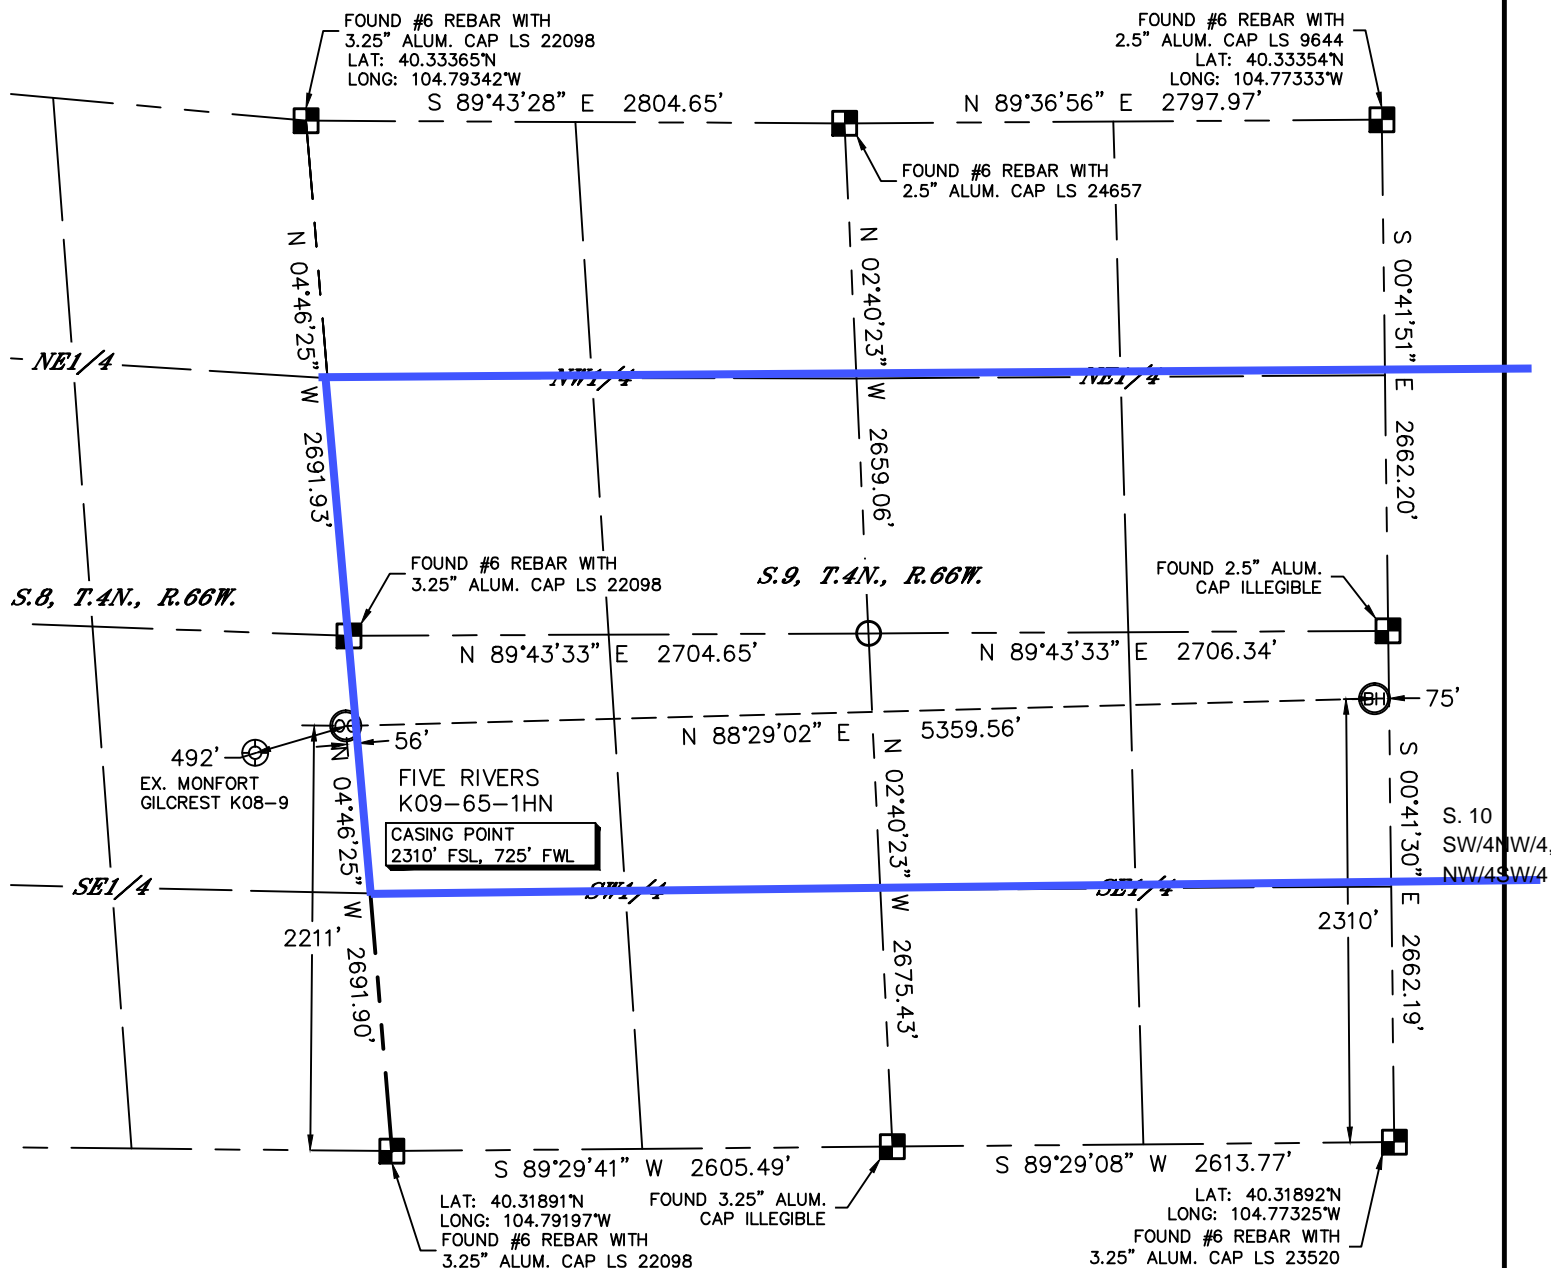 FOUND #6 REBAR WITH
3.25" ALUM. CAP LS 22098
LAT: 40.33365°N
LONG: 104.79342°W
FOUND #6 REBAR WITH
2.5" ALUM. CAP LS 9644
LAT: 40.33354°N
LONG: 104.77333°W
S 89°43'28" E 2804.65'
N 89°36'56" E 2797.97'
FOUND #6 REBAR WITH
2.5" ALUM. CAP LS 24657
N 04°46'25" W 2691.93'
N 02°40'23" W 2659.06'
S 00°41'51" E 2662.20'
NE1/4
NW1/4
NE1/4
FOUND #6 REBAR WITH
3.25" ALUM. CAP LS 22098
S.8, T.4N., R.66W.
S.9, T.4N., R.66W.
FOUND 2.5" ALUM.
CAP ILLEGIBLE
N 89°43'33" E 2704.65'
N 89°43'33" E 2706.34'
OG
BH
75'
56'
492'
N 88°29'02" E 5359.56'
EX. MONFORT
GILCREST K08-9
FIVE RIVERS
K09-65-1HN
CASING POINT
2310' FSL, 725' FWL
N 04°46'25" W 2691.90'
N 02°40'23" W 2675.43'
S 00°41'30" E 2662.19'
S. 10
SW/4NW/4,
NW/4SW/4
SE1/4
SW1/4
SE1/4
2211'
2310'
S 89°29'41" W 2605.49'
S 89°29'08" W 2613.77'
LAT: 40.31891°N
LONG: 104.79197°W
FOUND #6 REBAR WITH
3.25" ALUM. CAP LS 22098
FOUND 3.25" ALUM.
CAP ILLEGIBLE
LAT: 40.31892°N
LONG: 104.77325°W
FOUND #6 REBAR WITH
3.25" ALUM. CAP LS 23520